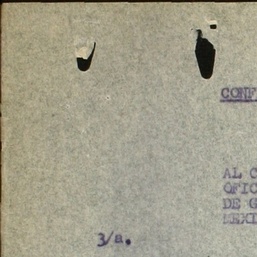 CONF
AL C
OFIC
DE G
MEXI
3/a.